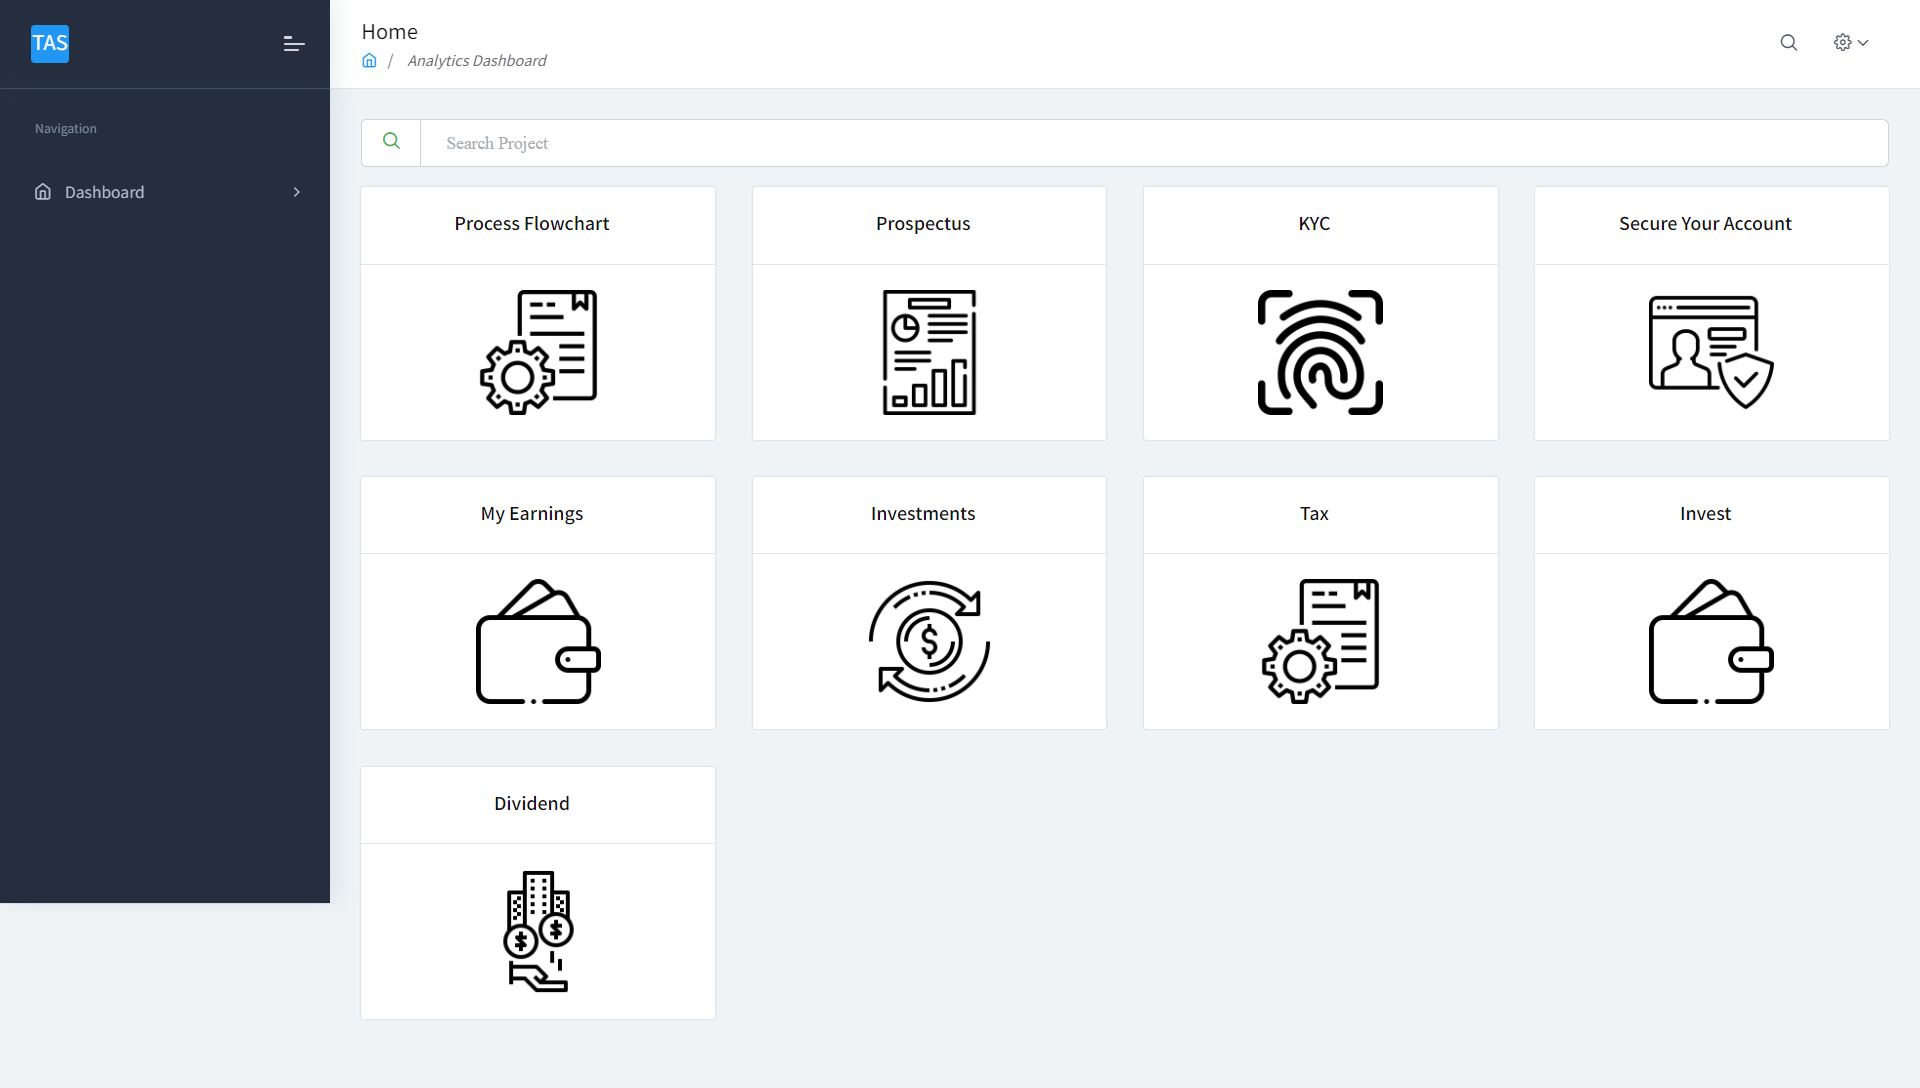 TAS
Home
/ Analytics Dashboard
Navigation
Dashboard
Search Project
Process Flowchart
Prospectus
KYC
Secure Your Account
My Earnings
Investments
$
Tax
Invest
Dividend
$ $